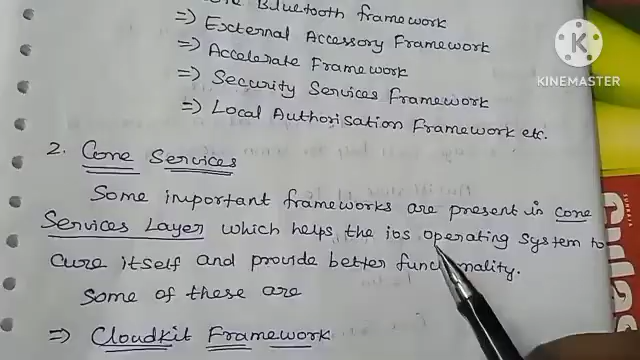 Bluetooth framework
=> External Accessory Framework
=> Accelerate Framework
=> Security Services Framework
=> Local Authorisation Framework etc.
2. Core Services
Some important frameworks are present in core
Services Layer which helps the ios operating system to
cure itself and provide better functionality.
Some of these are
=> Cloudkit Framework
K
KINEMASTER